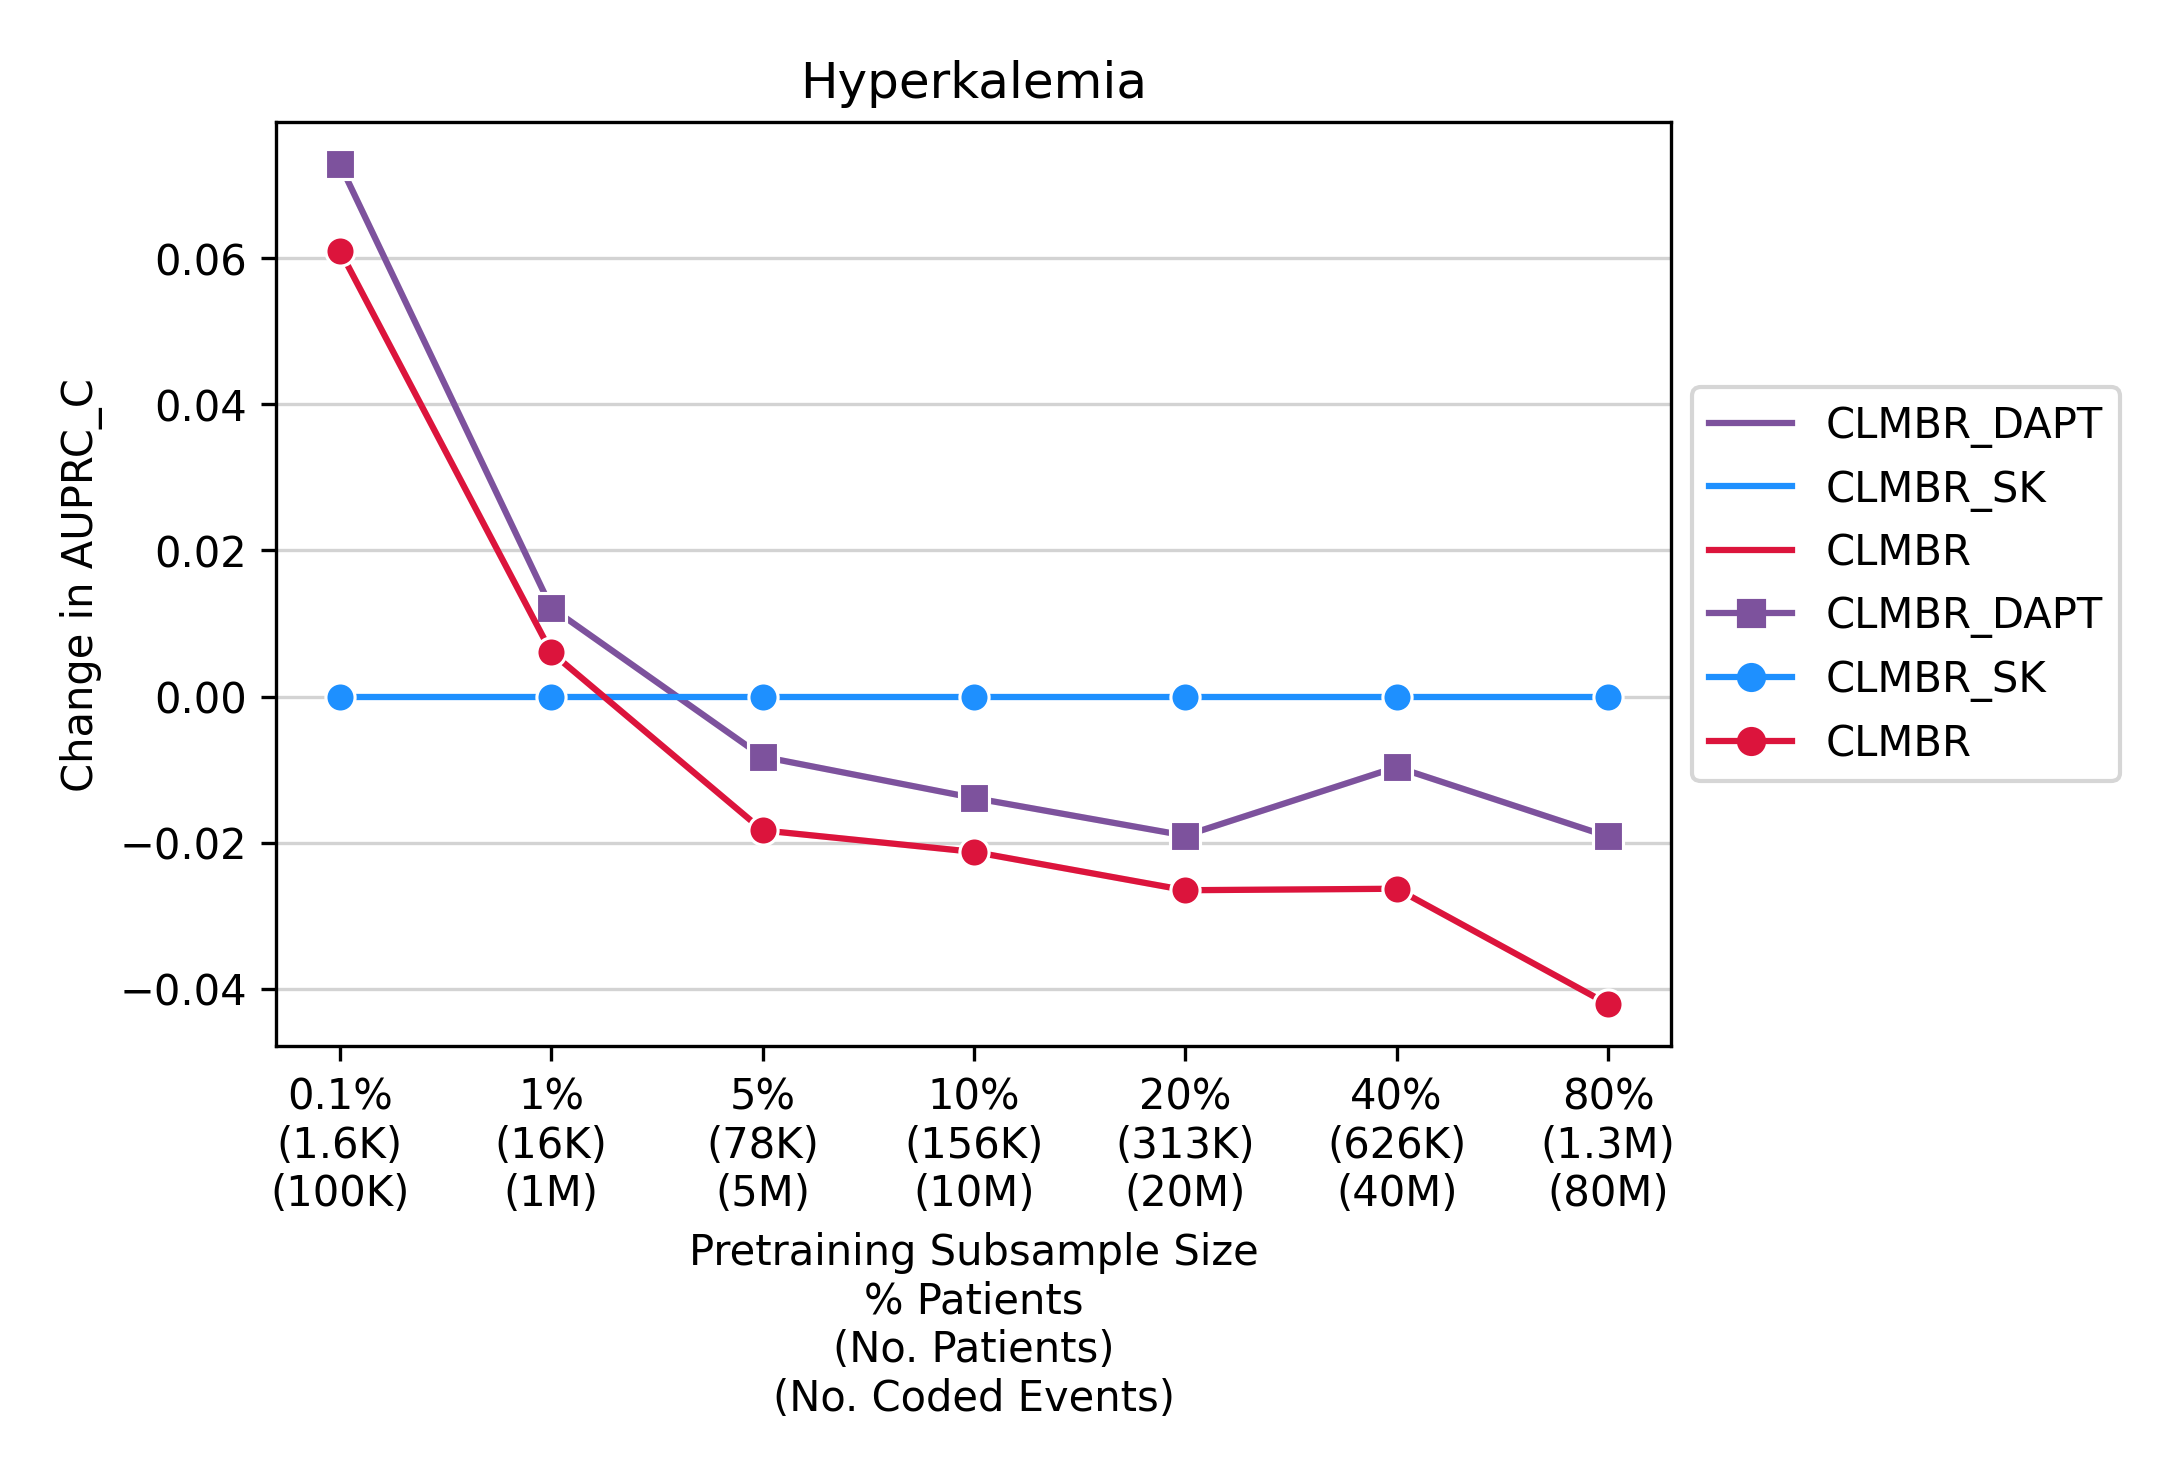 Hyperkalemia
Change in AUPRC_C
0.06
0.04
0.02
0.00
−0.02
−0.04
0.1% 1% 5% 10% 20% 40% 80%
(1.6K) (16K) (78K) (156K) (313K) (626K) (1.3M)
(100K) (1M) (5M) (10M) (20M) (40M) (80M)
Pretraining Subsample Size
% Patients
(No. Patients)
(No. Coded Events)
CLMBR_DAPT
CLMBR_SK
CLMBR
CLMBR_DAPT
CLMBR_SK
CLMBR